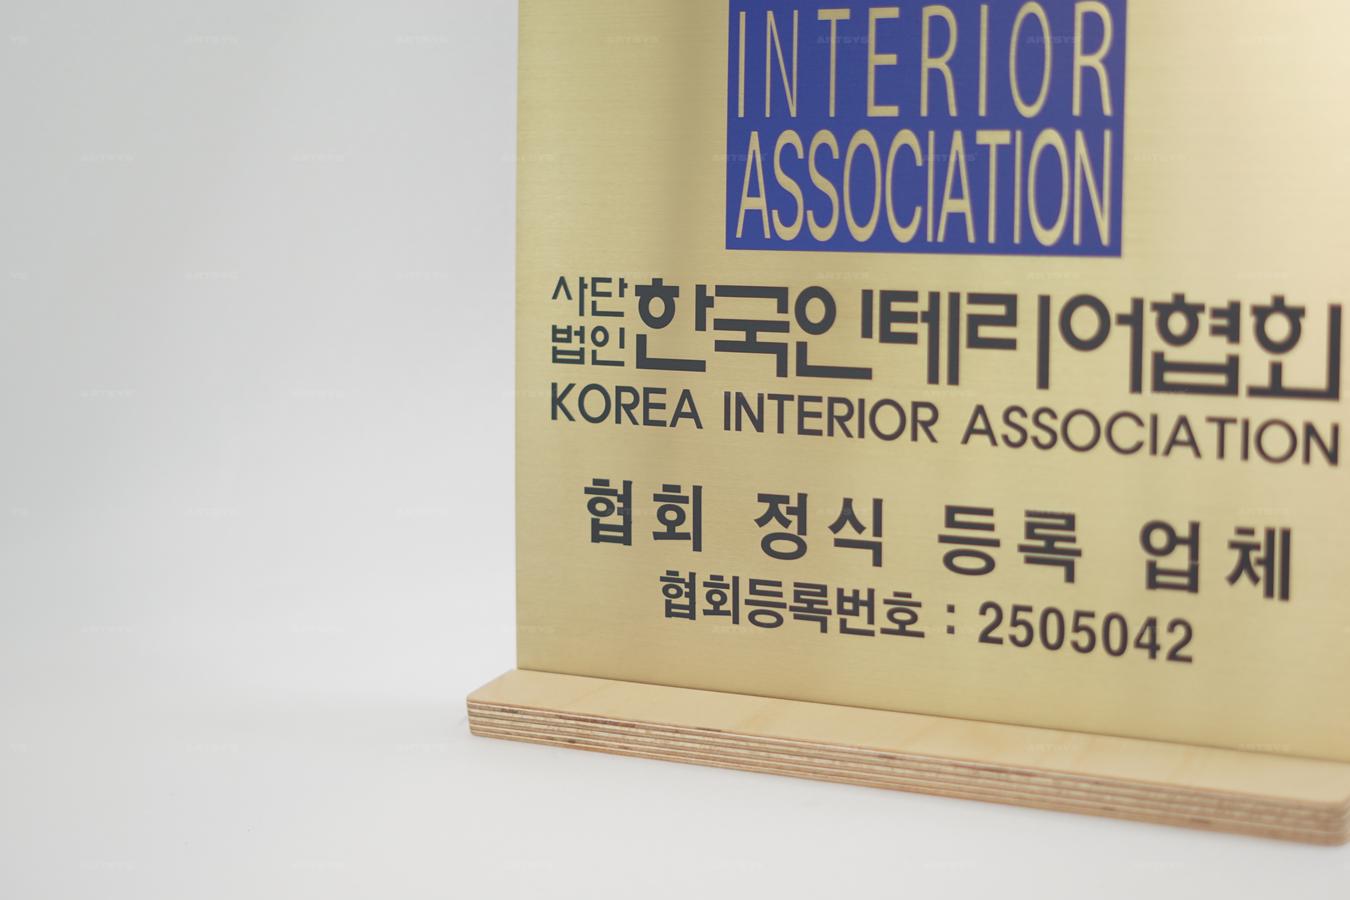 INTERIOR
ASSOCIATION
사단
법인
한국인테리어협회
KOREA INTERIOR ASSOCIATION
협회 정식 등록 업체
협회등록번호 : 2505042
ARTSYS